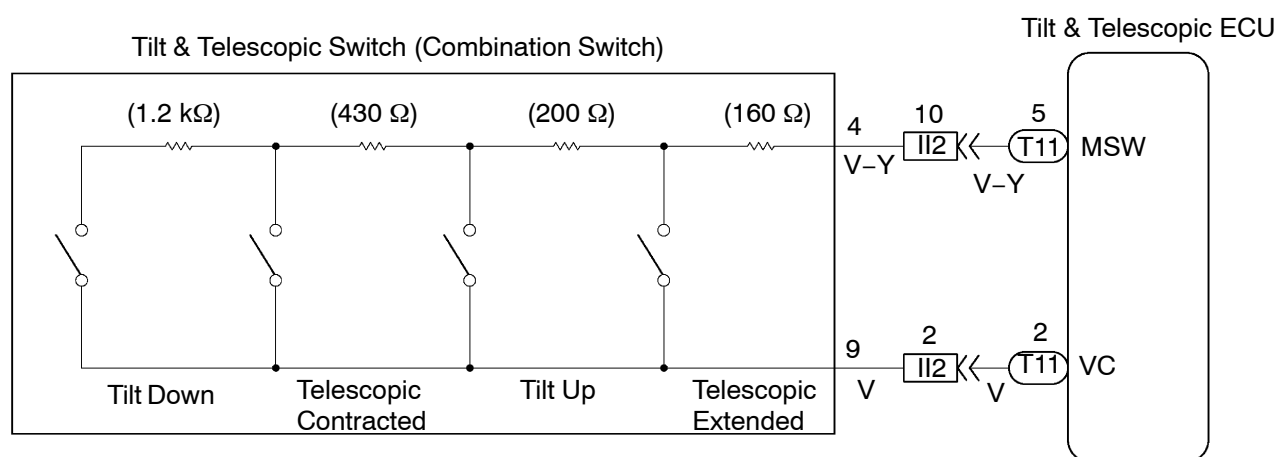 Tilt & Telescopic ECU
Tilt & Telescopic Switch (Combination Switch)
(1.2 kΩ)
(430 Ω)
(200 Ω)
(160 Ω)
4
10
5
II2
T11
MSW
V–Y
V–Y
9
2
2
II2
T11
VC
V
V
Tilt Down
Telescopic
Contracted
Tilt Up
Telescopic
Extended